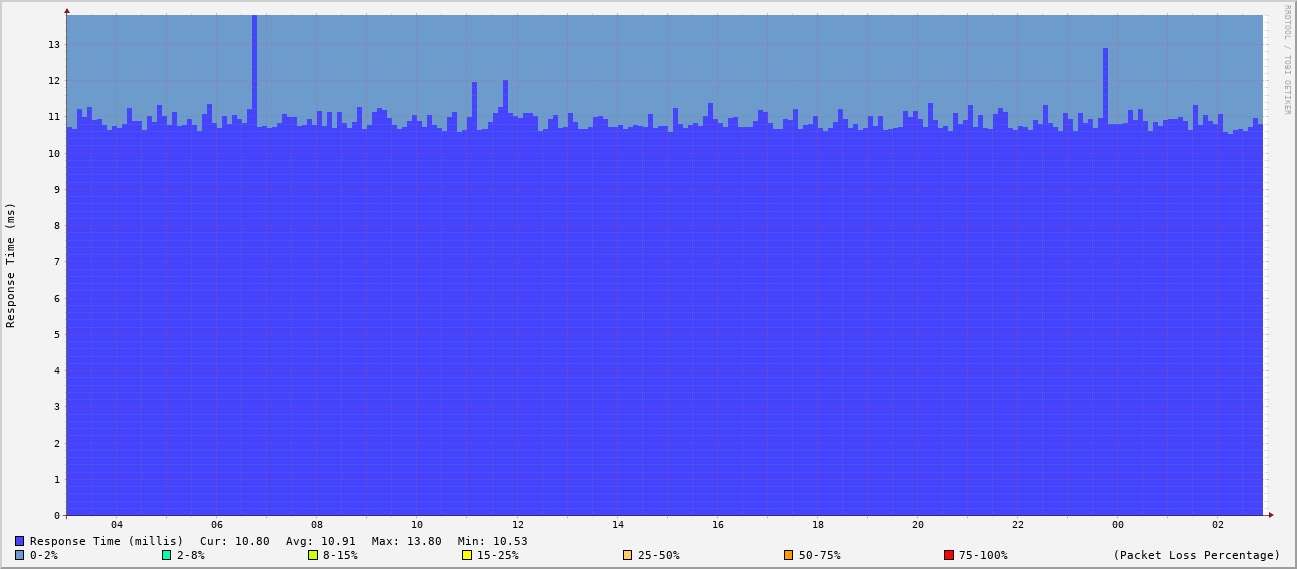 RRDTOOL / TOBI OETIKER
Response Time (ms)
13
12
11
10
9
8
7
6
5
4
3
2
1
0
04 06 08 10 12 14 16 18 20 22 00 02
Response Time (millis) Cur: 10.80 Avg: 10.91 Max: 13.80 Min: 10.53
0-2% 2-8% 8-15% 15-25% 25-50% 50-75% 75-100% (Packet Loss Percentage)